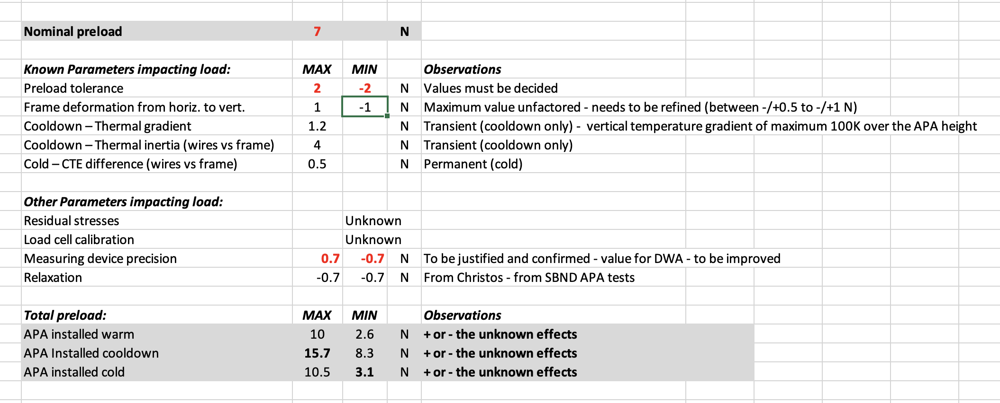 Nominal preload 7 N
Known Parameters impacting load: MAX MIN Observations
Preload tolerance 2 -2 N Values must be decided
Frame deformation from horiz. to vert. 1 -1 N Maximum value unfactored - needs to be refined (between -/+0.5 to -/+1 N)
Cooldown – Thermal gradient 1.2 N Transient (cooldown only) - vertical temperature gradient of maximum 100K over the APA height
Cooldown – Thermal inertia (wires vs frame) 4 N Transient (cooldown only)
Cold – CTE difference (wires vs frame) 0.5 N Permanent (cold)
Other Parameters impacting load:
Residual stresses Unknown
Load cell calibration Unknown
Measuring device precision 0.7 -0.7 N To be justified and confirmed - value for DWA - to be improved
Relaxation -0.7 -0.7 N From Christos - from SBND APA tests
Total preload: MAX MIN Observations
APA installed warm 10 2.6 N + or - the unknown effects
APA Installed cooldown 15.7 8.3 N + or - the unknown effects
APA installed cold 10.5 3.1 N + or - the unknown effects